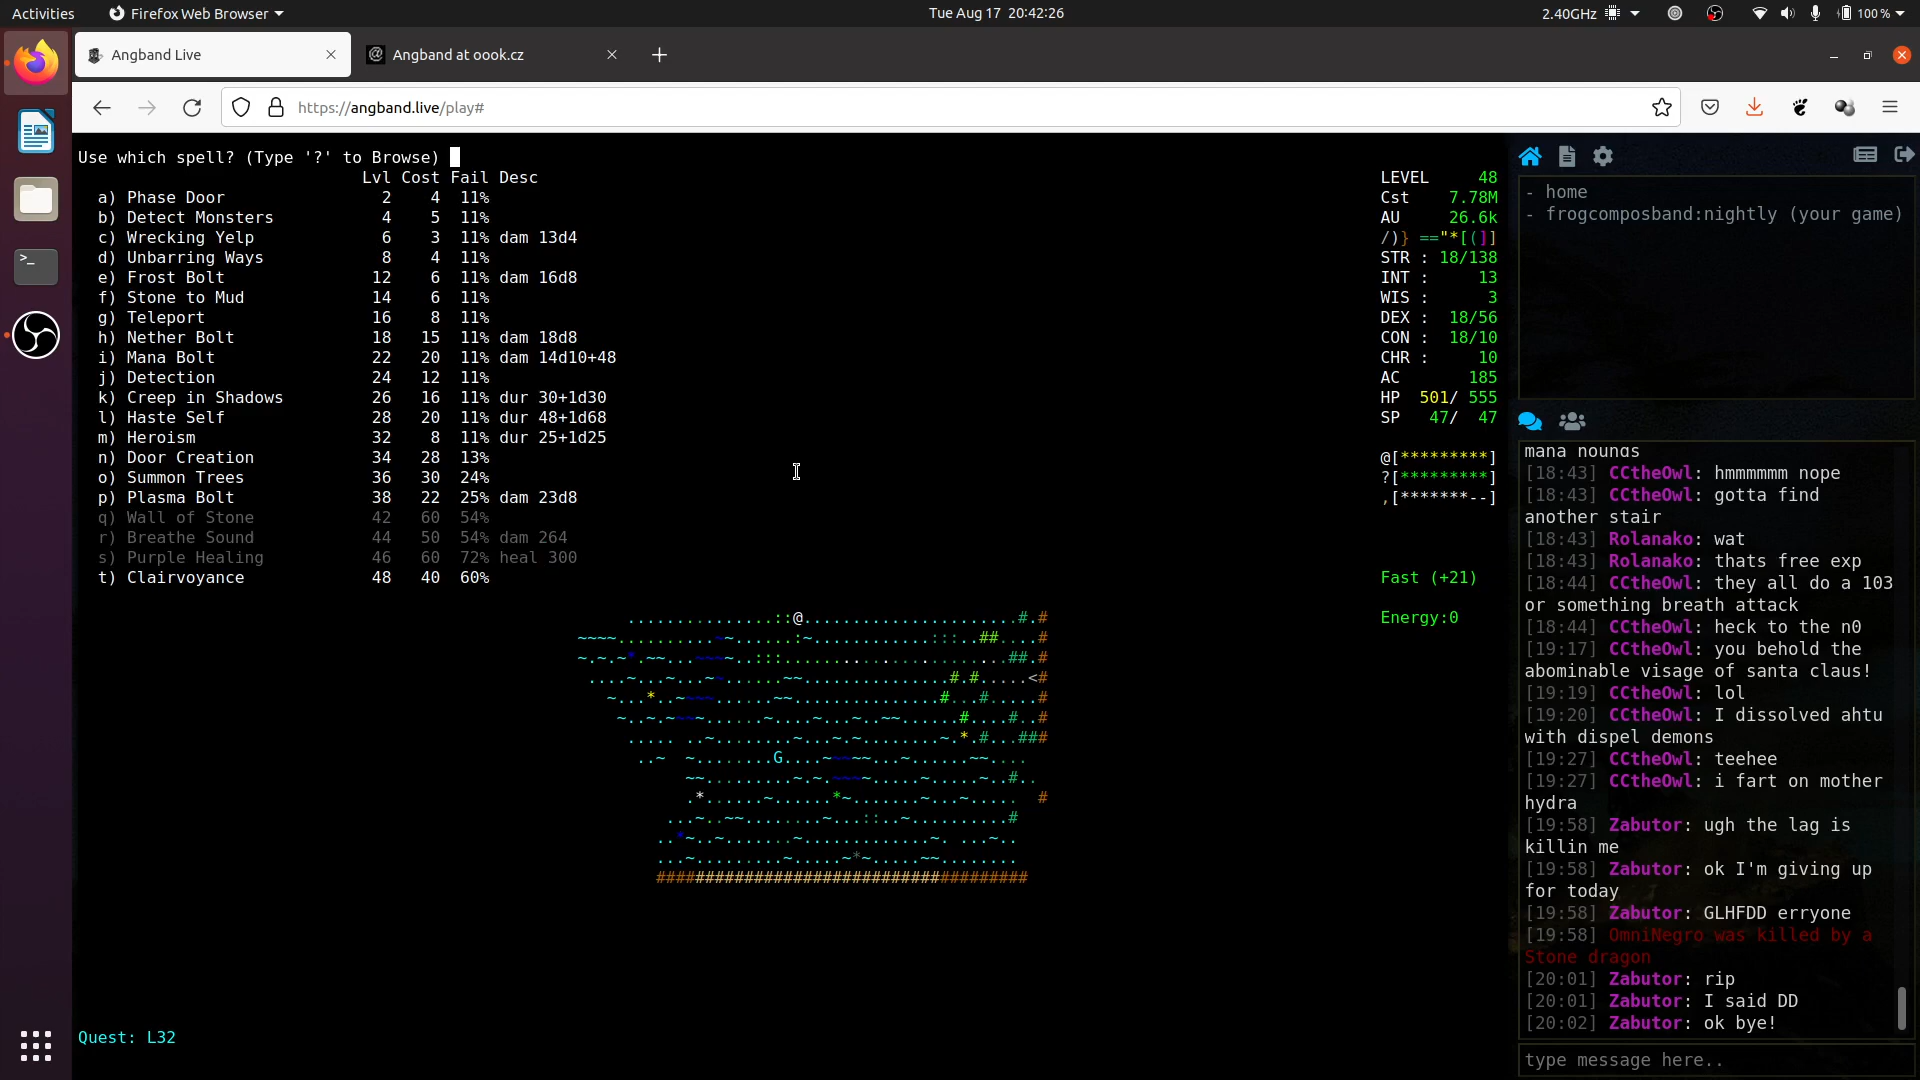 Activities Firefox Web Browser Tue Aug 17 20:42:26 2.40GHz 100 %
Angband Live Angband at oook.cz
https://angband.live/play#
Use which spell? (Type '?' to Browse)
Lvl Cost Fail Desc
a) Phase Door 2 4 11%
b) Detect Monsters 4 5 11%
c) Wrecking Yelp 6 3 11% dam 13d4
d) Unbarring Ways 8 4 11%
e) Frost Bolt 12 6 11% dam 16d8
f) Stone to Mud 14 6 11%
g) Teleport 16 8 11%
h) Nether Bolt 18 15 11% dam 18d8
i) Mana Bolt 22 20 11% dam 14d10+48
j) Detection 24 12 11%
k) Creep in Shadows 26 16 11% dur 30+1d30
l) Haste Self 28 20 11% dur 48+1d68
m) Heroism 32 8 11% dur 25+1d25
n) Door Creation 34 28 13%
o) Summon Trees 36 30 24%
p) Plasma Bolt 38 22 25% dam 23d8
q) Wall of Stone 42 60 54%
r) Breathe Sound 44 50 54% dam 264
s) Purple Healing 46 60 72% heal 300
t) Clairvoyance 48 40 60%
LEVEL 48
Cst 7.78M
AU 26.6k
/)} =="*[(]]
STR : 18/138
INT : 13
WIS : 3
DEX : 18/56
CON : 18/10
CHR : 10
AC 185
HP 501/ 555
SP 47/ 47
@[*********]
?[*********]
,[*******--]
Fast (+21)
Energy:0
Quest: L32
- home
- frogcomposband:nightly (your game)
mana hounds
[18:43] CCtheOwl: hmmmmmm nope
[18:43] CCtheOwl: gotta find
another stair
[18:43] Rolanako: wat
[18:43] Rolanako: thats free exp
[18:44] CCtheOwl: they all do a 103
or something breath attack
[18:44] CCtheOwl: heck to the n0
[19:17] CCtheOwl: you behold the
abominable visage of santa claus!
[19:19] CCtheOwl: lol
[19:20] CCtheOwl: I dissolved ahtu
with dispel demons
[19:27] CCtheOwl: teehee
[19:27] CCtheOwl: i fart on mother
hydra
[19:58] Zabutor: ugh the lag is
killin me
[19:58] Zabutor: ok I'm giving up
for today
[19:58] Zabutor: GLHFDD erryone
[19:58] OmniNegro was killed by a
Stone dragon
[20:01] Zabutor: rip
[20:01] Zabutor: I said DD
[20:02] Zabutor: ok bye!
type message here..